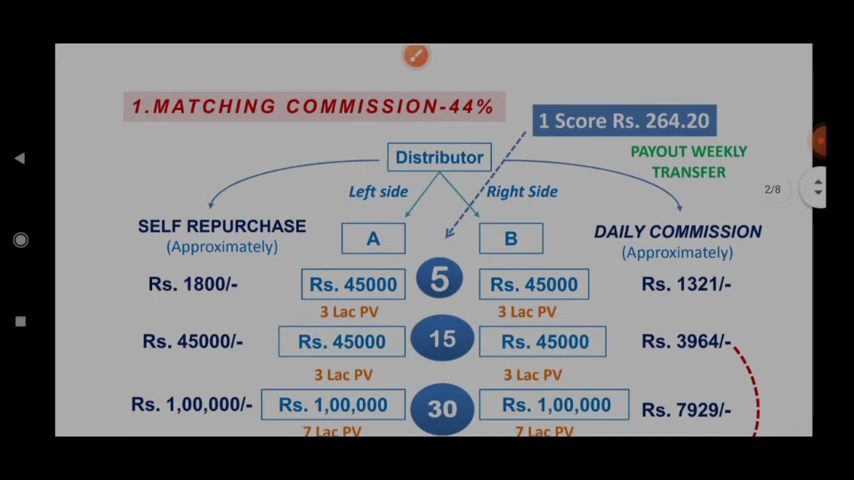 1.MATCHING COMMISSION-44%
1 Score Rs. 264.20
PAYOUT WEEKLY
TRANSFER
Distributor
Left side
Right Side
2/8
SELF REPURCHASE
(Approximately)
A
B
DAILY COMMISSION
(Approximately)
Rs. 1800/-
Rs. 45000
5
Rs. 45000
Rs. 1321/-
3 Lac PV
3 Lac PV
Rs. 45000/-
Rs. 45000
15
Rs. 45000
Rs. 3964/-
3 Lac PV
3 Lac PV
Rs. 1,00,000/-
Rs. 1,00,000
30
Rs. 1,00,000
Rs. 7929/-
7 Lac PV
7 Lac PV